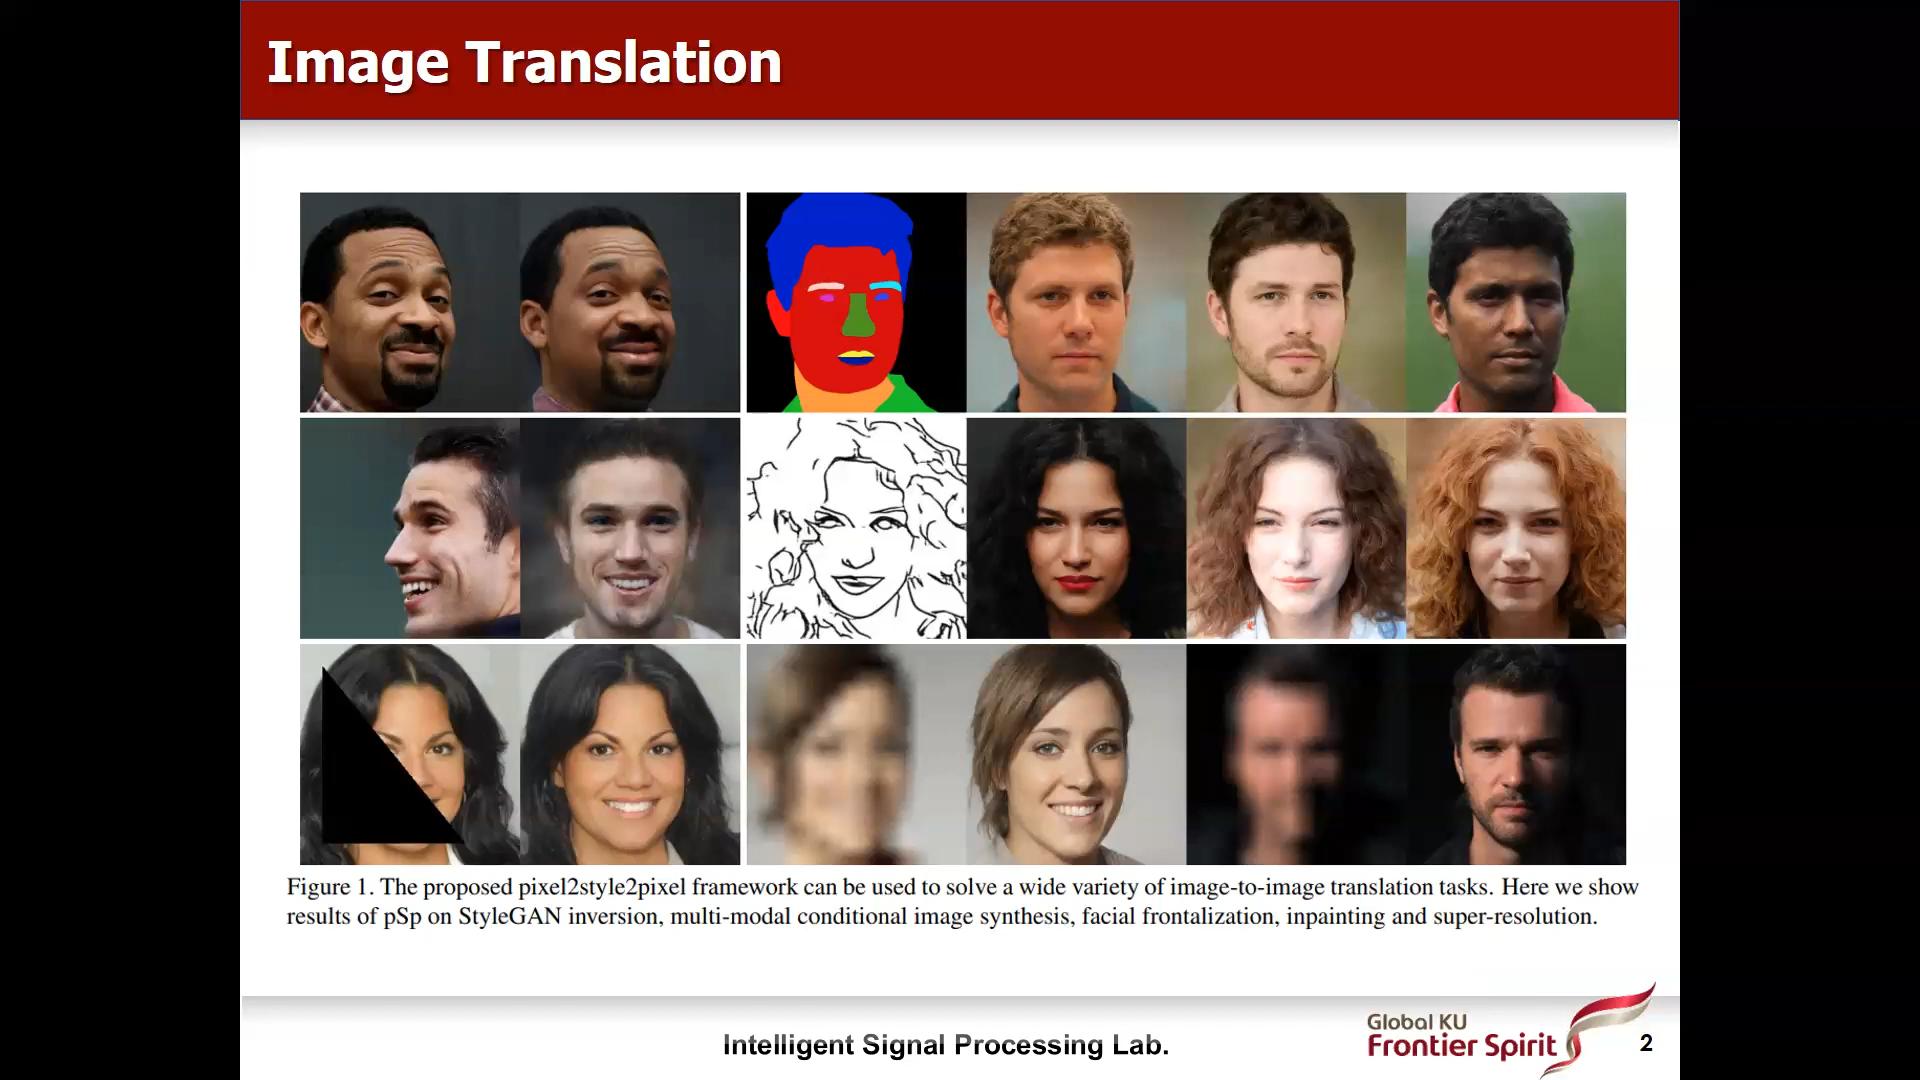 Image Translation
Figure 1. The proposed pixel2style2pixel framework can be used to solve a wide variety of image-to-image translation tasks. Here we show
results of pSp on StyleGAN inversion, multi-modal conditional image synthesis, facial frontalization, inpainting and super-resolution.
Intelligent Signal Processing Lab.
Global KU
Frontier Spirit
2